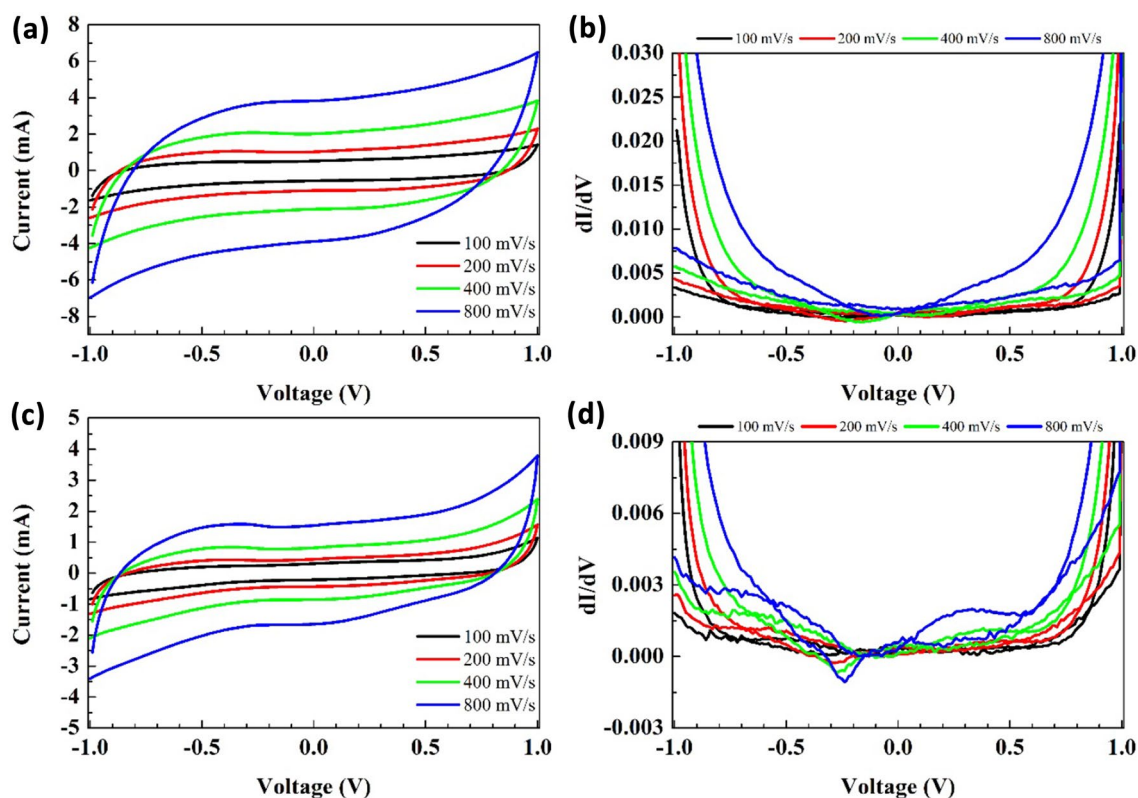 (a)
Current (mA)
8
6
4
2
0
-2
-4
-6
-8
100 mV/s
200 mV/s
400 mV/s
800 mV/s
-1.0 -0.5 0.0 0.5 1.0
Voltage (V)
(b)
100 mV/s 200 mV/s 400 mV/s 800 mV/s
dI/dV
0.030
0.025
0.020
0.015
0.010
0.005
0.000
-1.0 -0.5 0.0 0.5 1.0
Voltage (V)
(c)
Current (mA)
5
4
3
2
1
0
-1
-2
-3
-4
-5
100 mV/s
200 mV/s
400 mV/s
800 mV/s
-1.0 -0.5 0.0 0.5 1.0
Voltage (V)
(d)
100 mV/s 200 mV/s 400 mV/s 800 mV/s
dI/dV
0.009
0.006
0.003
0.000
-0.003
-1.0 -0.5 0.0 0.5 1.0
Voltage (V)